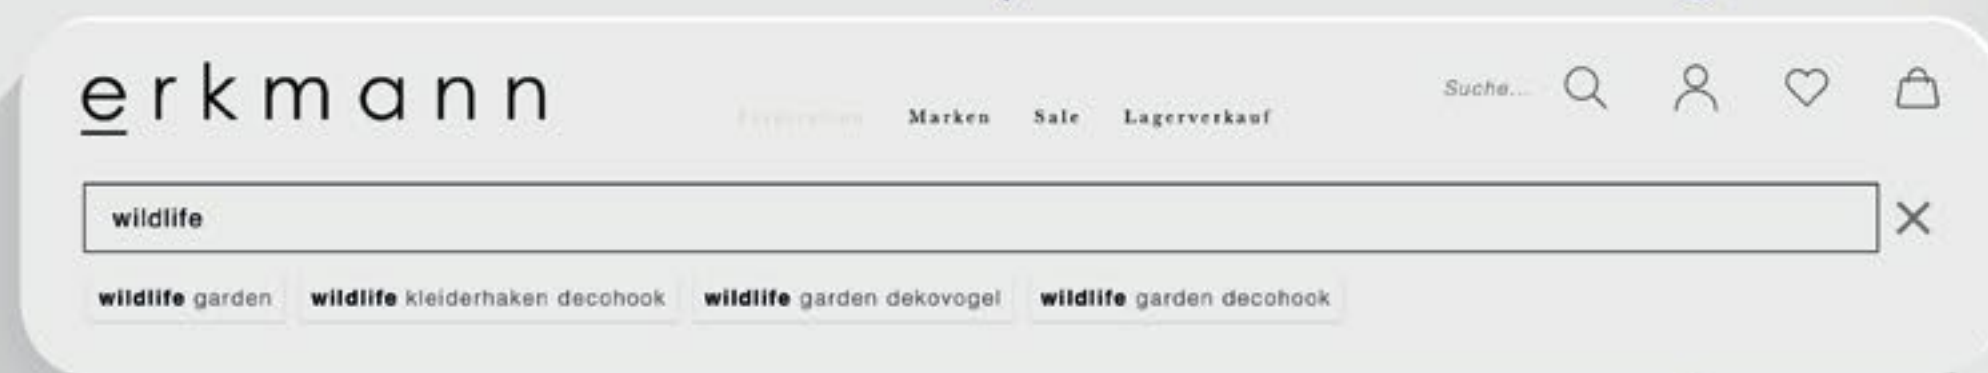 erkmann
Marken Sale Lagerverkauf
Suche...
wildlife
wildlife garden wildlife kleiderhaken decohook wildlife garden dekovogel wildlife garden decohook